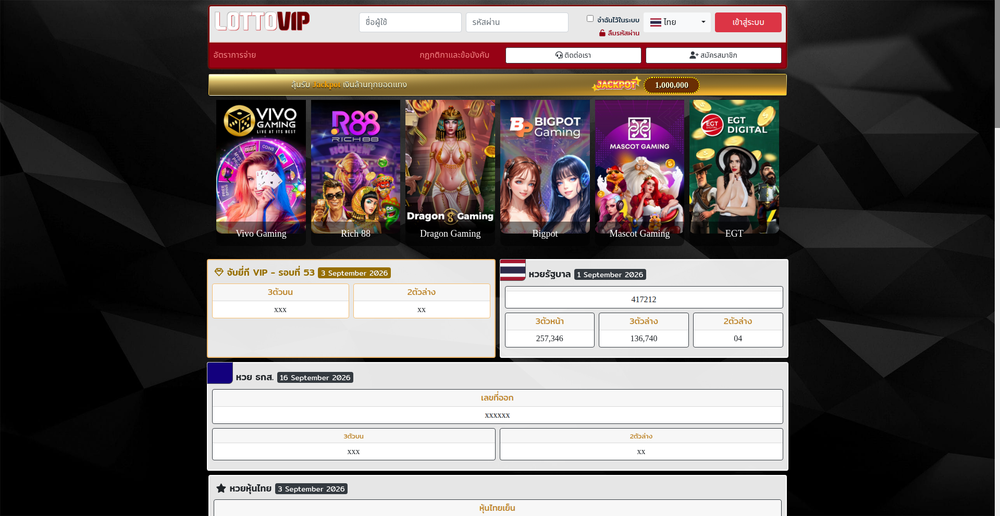 LOTTOVIP
ชื่อผู้ใช้
รหัสผ่าน
จำฉันไว้ในระบบ
ลืมรหัสผ่าน
ไทย
เข้าสู่ระบบ
อัตราการจ่าย
กฏกติกาและข้อบังคับ
ติดต่อเรา
สมัครสมาชิก
ลุ้นรับ Jackpot เงินล้านทุกยอดแทง
JACKPOT
1,000,000
VIVO
GAMING
LIVE AT ITS BEST
COINS
FREE SPINS
Vivo Gaming
R88
RICH88
HOLDEM
Rich 88
Dragon Gaming
Dragon Gaming
BP BIGPOT
Gaming
Bigpot
MASCOT GAMING
Mascot Gaming
EGT
DIGITAL
EGT
DIGITAL
EGT
จับยี่กี VIP - รอบที่ 53 3 September 2026
3ตัวบน
2ตัวล่าง
xxx
xx
หวยรัฐบาล 1 September 2026
417212
3ตัวหน้า
3ตัวล่าง
2ตัวล่าง
257,346
136,740
04
หวย ธกส. 16 September 2026
เลขที่ออก
xxxxxx
3ตัวบน
2ตัวล่าง
xxx
xx
หวยหุ้นไทย 3 September 2026
หุ้นไทยเย็น